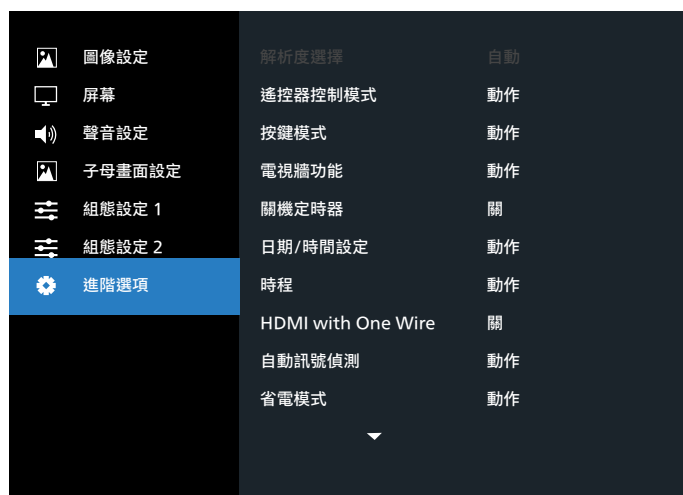 圖像設定
屏幕
聲音設定
子母畫面設定
組態設定 1
組態設定 2
進階選項
解析度選擇 自動
遙控器控制模式 動作
按鍵模式 動作
電視牆功能 動作
關機定時器 關
日期/時間設定 動作
時程 動作
HDMI with One Wire 關
自動訊號偵測 動作
省電模式 動作